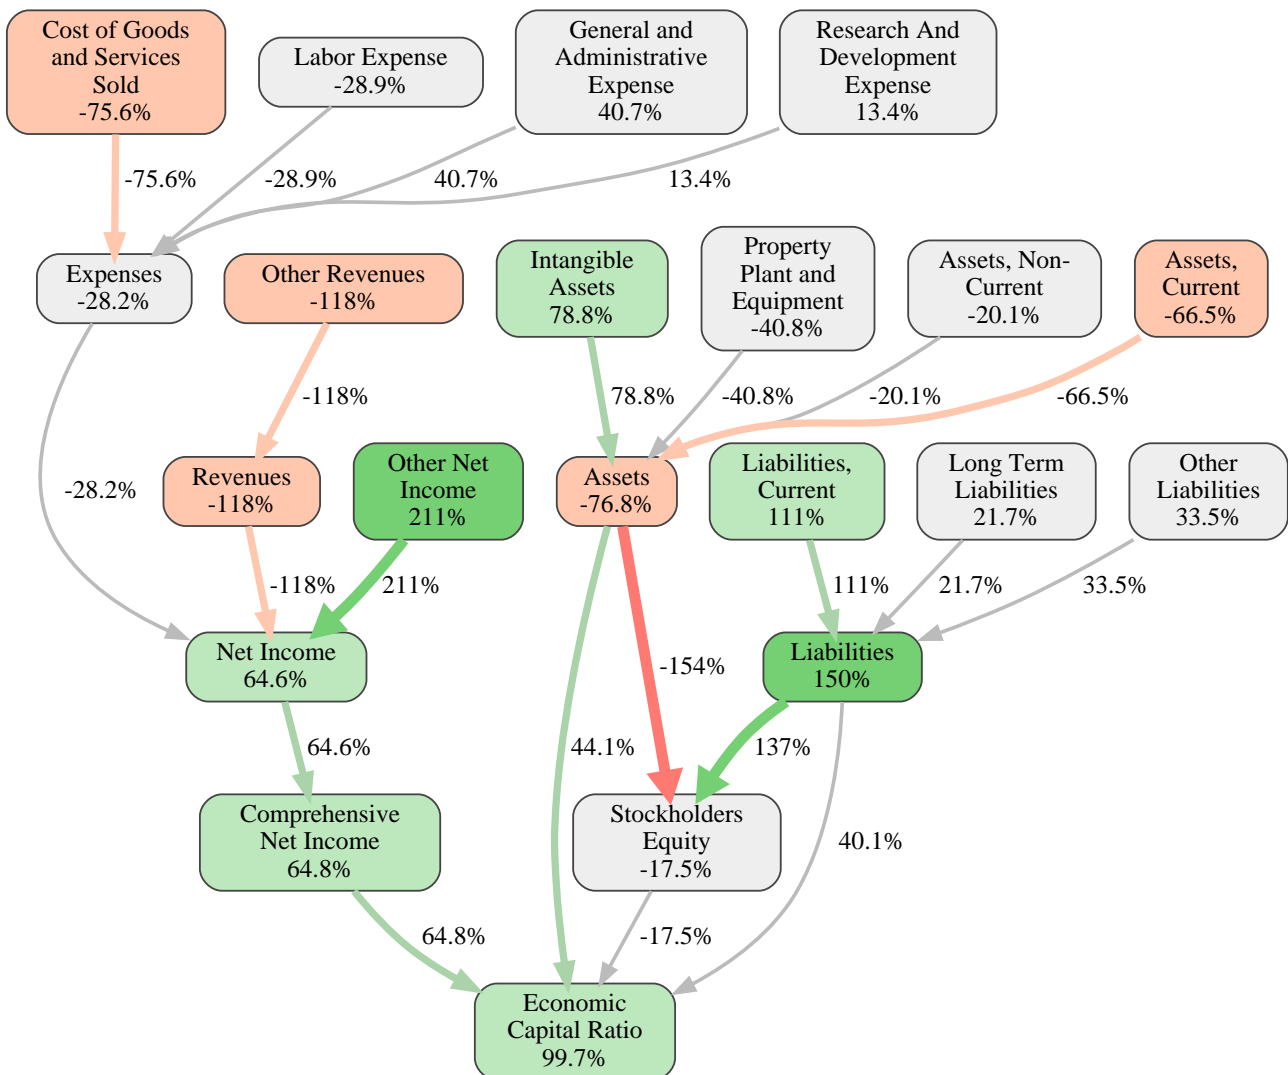 Cost of Goods
and Services
Sold
-75.6%
Labor Expense
-28.9%
General and
Administrative
Expense
40.7%
Research And
Development
Expense
13.4%
-75.6%
-28.9%
40.7%
13.4%
Expenses
-28.2%
Other Revenues
-118%
Intangible
Assets
78.8%
Property
Plant and
Equipment
-40.8%
Assets, Non-
Current
-20.1%
Assets,
Current
-66.5%
-118%
78.8%
-40.8%
-20.1%
-66.5%
-28.2%
Revenues
-118%
Other Net
Income
211%
Assets
-76.8%
Liabilities,
Current
111%
Long Term
Liabilities
21.7%
Other
Liabilities
33.5%
-118%
211%
111%
21.7%
33.5%
Net Income
64.6%
-154%
Liabilities
150%
64.6%
44.1%
137%
Comprehensive
Net Income
64.8%
Stockholders
Equity
-17.5%
40.1%
64.8%
-17.5%
Economic
Capital Ratio
99.7%